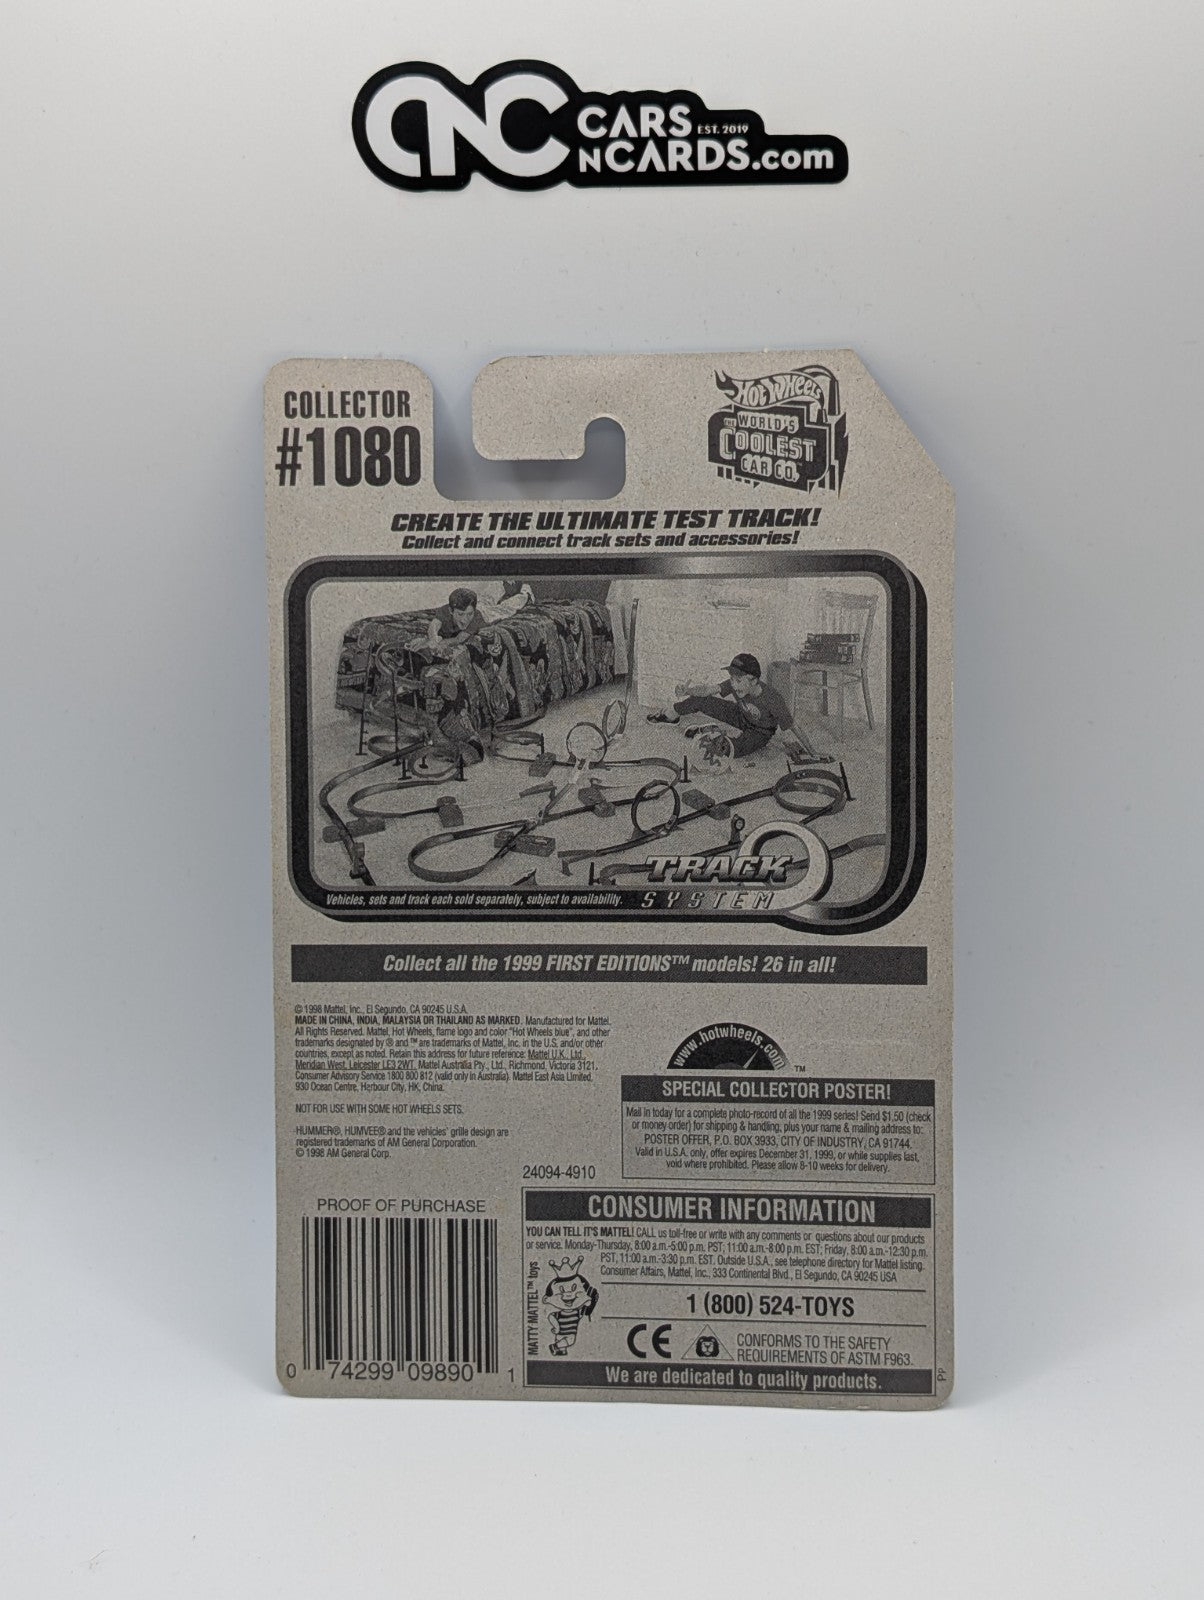 CNC CARS EST. 2019
NCARDS.com
COLLECTOR
#1080
HOT WHEELS
THE WORLD'S
COOLEST
CAR CO.
CREATE THE ULTIMATE TEST TRACK!
Collect and connect track sets and accessories!
TRACK
SYSTEM
Vehicles, sets and track each sold separately, subject to availability.
Collect all the 1999 FIRST EDITIONS™ models! 26 in all!
© 1998 Mattel, Inc., El Segundo, CA 90245 U.S.A.
MADE IN CHINA, INDIA, MALAYSIA OR THAILAND AS MARKED. Manufactured for Mattel.
All Rights Reserved. Mattel, Hot Wheels, flame logo and color "Hot Wheels blue", and other
trademarks designated by ® and ™ are trademarks of Mattel, Inc. in the U.S. and/or other
countries, except as noted. Retain this address for future reference: Mattel U.K. Ltd.,
Meridian West, Leicester LE3 2WT. Mattel Australia Pty., Ltd., Richmond, Victoria 3121.
Consumer Advisory Service 1800 800 812 (valid only in Australia). Mattel East Asia Limited,
930 Ocean Centre, Harbour City, HK, China.
NOT FOR USE WITH SOME HOT WHEELS SETS.
HUMMER®, HUMVEE® and the vehicles' grille design are
registered trademarks of AM General Corporation.
© 1998 AM General Corp.
www.hotwheels.com
™
SPECIAL COLLECTOR POSTER!
Mail in today for a complete photo-record of all the 1999 series! Send $1.50 (check
or money order) for shipping & handling, plus your name & mailing address to:
POSTER OFFER, P.O. BOX 3933, CITY OF INDUSTRY, CA 91744.
Valid in U.S.A. only, offer expires December 31, 1999, or while supplies last,
void where prohibited. Please allow 8-10 weeks for delivery.
24094-4910
PROOF OF PURCHASE
0 74299 09890 1
CONSUMER INFORMATION
YOU CAN TELL IT'S MATTEL! CALL us toll-free or write with any comments or questions about our products
or service. Monday-Thursday, 8:00 a.m.-5:00 p.m. PST; 11:00 a.m.-8:00 p.m. EST; Friday, 8:00 a.m.-12:30 p.m.
PST, 11:00 a.m.-3:30 p.m. EST. Outside U.S.A., see telephone directory for Mattel listing.
Consumer Affairs, Mattel, Inc., 333 Continental Blvd., El Segundo, CA 90245 USA
MATTY MATTEL™ toys
1 (800) 524-TOYS
CE
CONFORMS TO THE SAFETY
REQUIREMENTS OF ASTM F963.
We are dedicated to quality products.
PP